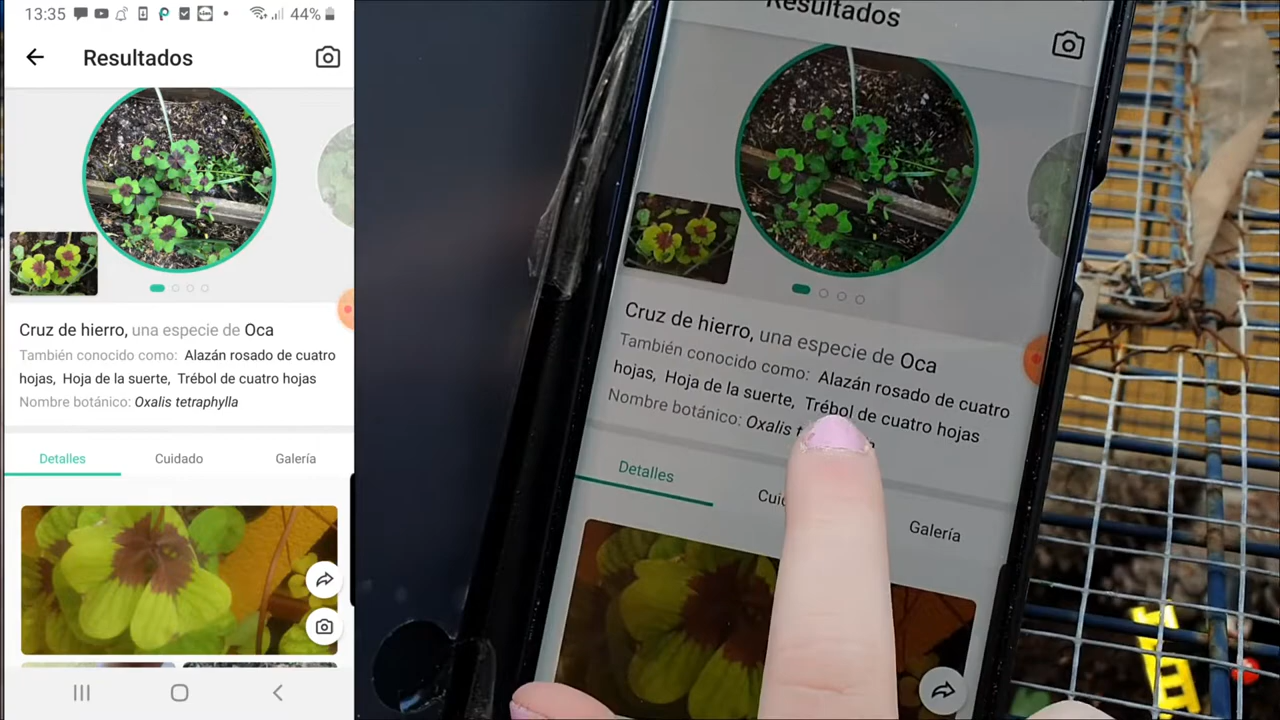 13:35
44%
Resultados
Cruz de hierro, una especie de Oca
También conocido como: Alazán rosado de cuatro
hojas, Hoja de la suerte, Trébol de cuatro hojas
Nombre botánico: Oxalis tetraphylla
Detalles Cuidado Galería
Resultados
Cruz de hierro, una especie de Oca
También conocido como: Alazán rosado de cuatro
hojas, Hoja de la suerte, Trébol de cuatro hojas
Nombre botánico: Oxalis
Detalles Galería